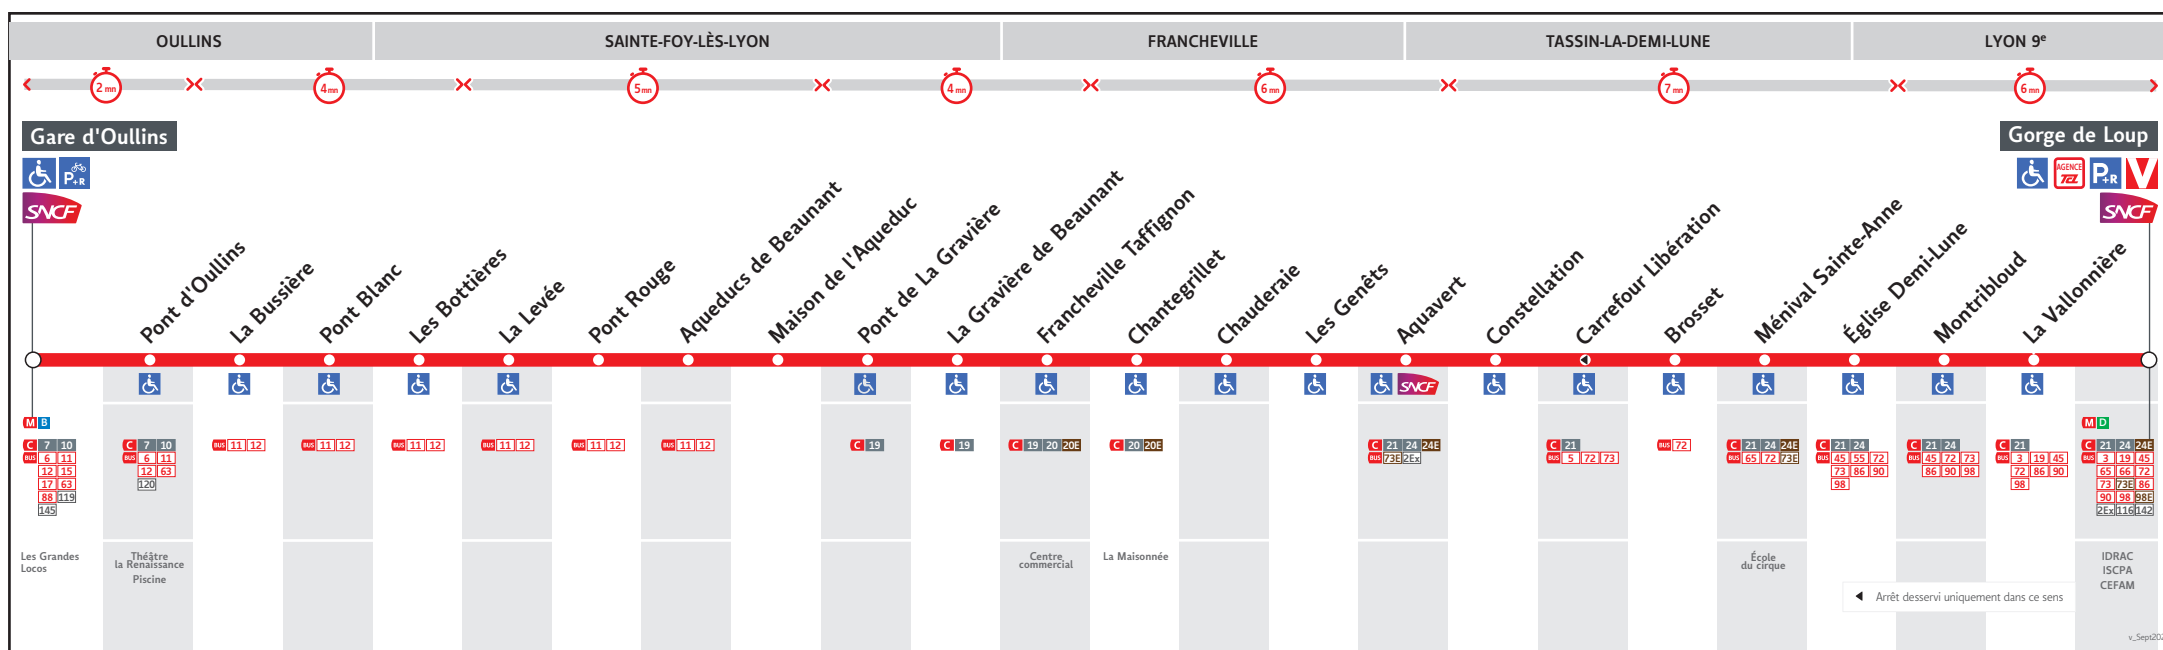 OULLINS
SAINTE-FOY-LÈS-LYON
FRANCHEVILLE
TASSIN-LA-DEMI-LUNE
LYON 9e
2 mn
4 mn
5 mn
4 mn
6 mn
7 mn
6 mn
Gare d'Oullins
P+R
SNCF
Gorge de Loup
AGENCE TCL
P+R
V
SNCF
Pont d'Oullins
La Bussière
Pont Blanc
Les Bottières
La Levée
Pont Rouge
Aqueducs de Beaunant
Maison de l'Aqueduc
Pont de La Gravière
La Gravière de Beaunant
Francheville Taffignon
Chantegrillet
Chauderaie
Les Genêts
Aquavert
Constellation
Carrefour Libération
Brosset
Ménival Sainte-Anne
Église Demi-Lune
Montribloud
La Vallonnière
SNCF
M B
C 7 10
BUS 6 11
12 15
17 63
88 119
145
C 7 10
BUS 6 11
12 63
120
BUS 11 12
BUS 11 12
BUS 11 12
BUS 11 12
BUS 11 12
BUS 11 12
C 19
C 19
C 19 20 20E
C 20 20E
C 21 24 24E
BUS 73E 2Ex
C 21
BUS 5 72 73
BUS 72
C 21 24 24E
BUS 65 72 73E
C 21 24
BUS 45 55 72
73 86 90
98
C 21 24
BUS 45 72 73
86 90 98
C 21
BUS 3 19 45
72 86 90
98
M D
C 21 24 24E
BUS 3 19 45
65 66 72
73 73E 86
90 98 98E
2Ex 116 142
Les Grandes
Locos
Théâtre
la Renaissance
Piscine
Centre
commercial
La Maisonnée
École
du cirque
IDRAC
ISCPA
CEFAM
Arrêt desservi uniquement dans ce sens